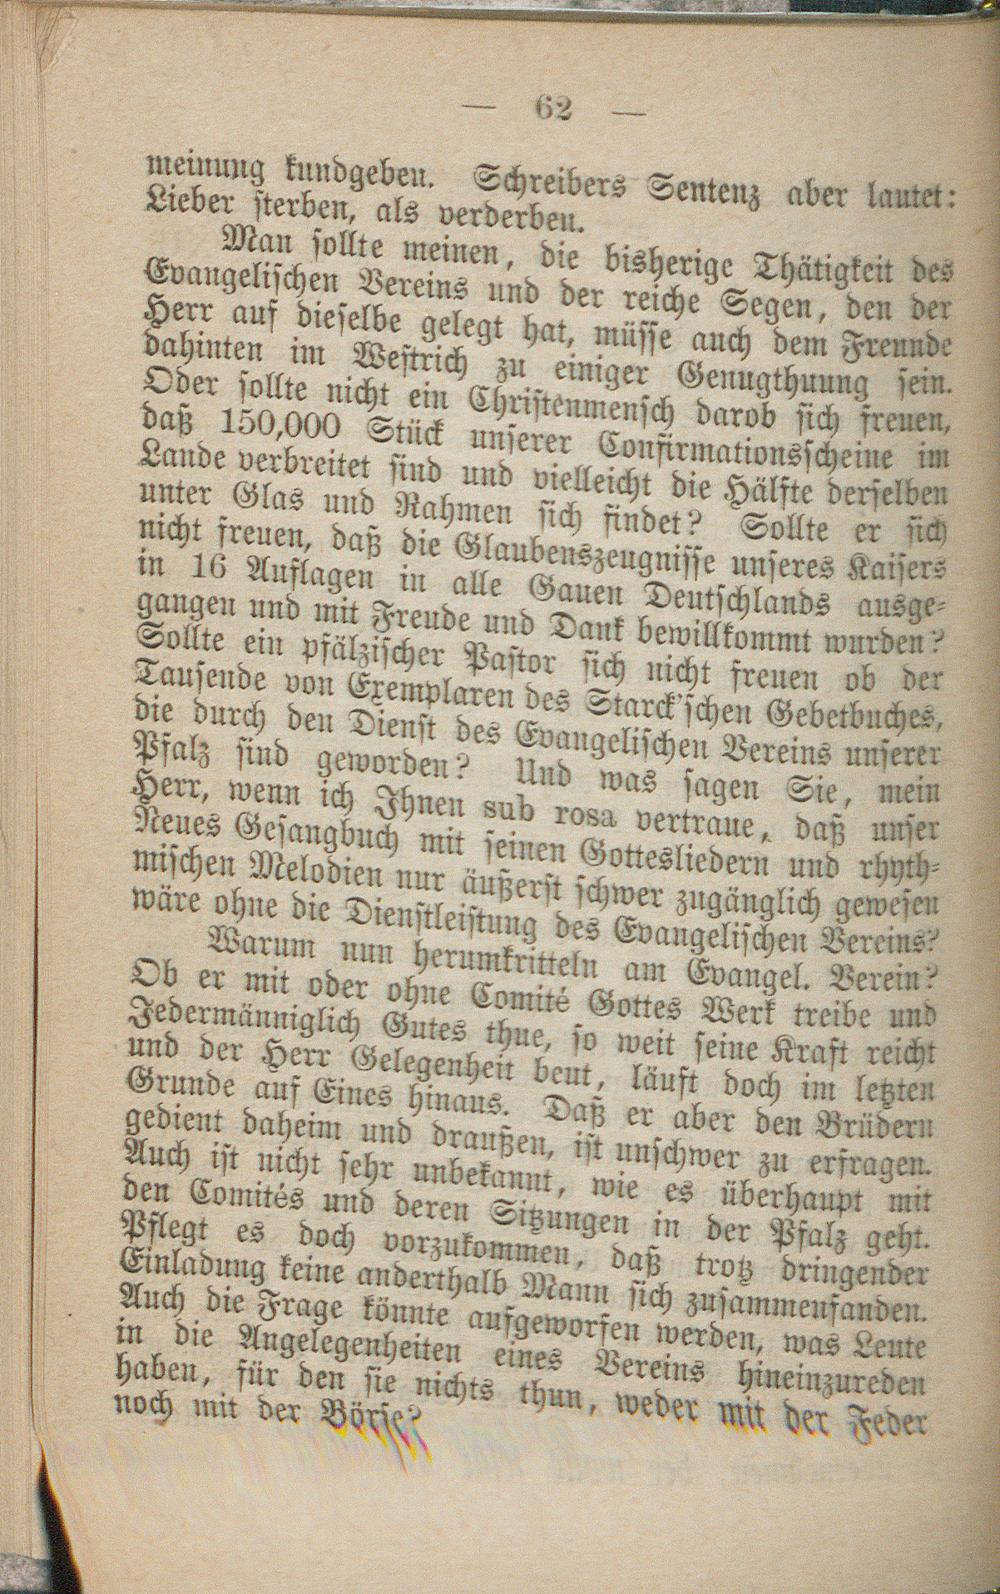 — 62 —
meinung kundgeben. Schreibers Sentenz aber lautet:
Lieber sterben, als verderben.
Man sollte meinen, die bisherige Thätigkeit des
Evangelischen Vereins und der reiche Segen, den der
Herr auf dieselbe gelegt hat, müsse auch dem Freunde
dahinten im Westrich zu einiger Genugthuung sein.
Oder sollte nicht ein Christenmensch darob sich freuen,
daß 150,000 Stück unserer Confirmationsscheine im
Lande verbreitet sind und vielleicht die Hälfte derselben
unter Glas und Rahmen sich findet? Sollte er sich
nicht freuen, daß die Glaubenszeugnisse unseres Kaisers
in 16 Auflagen in alle Gauen Deutschlands ausge-
gangen und mit Freude und Dank bewillkommt wurden?
Sollte ein pfälzischer Pastor sich nicht freuen ob der
Tausende von Exemplaren des Starck'schen Gebetbuches,
die durch den Dienst des Evangelischen Vereins unserer
Pfalz sind geworden? Und was sagen Sie, mein
Herr, wenn ich Ihnen sub rosa vertraue, daß unser
Neues Gesangbuch mit seinen Gottesliedern und rhyth-
mischen Melodien nur äußerst schwer zugänglich gewesen
wäre ohne die Dienstleistung des Evangelischen Vereins?
Warum nun herumkritteln am Evangel. Verein?
Ob er mit oder ohne Comité Gottes Werk treibe und
Jedermänniglich Gutes thue, so weit seine Kraft reicht
und der Herr Gelegenheit beut, läuft doch im letzten
Grunde auf Eines hinaus. Daß er aber den Brüdern
gedient daheim und draußen, ist unschwer zu erfragen.
Auch ist nicht sehr unbekannt, wie es überhaupt mit
den Comités und deren Sitzungen in der Pfalz geht.
Pflegt es doch vorzukommen, daß trotz dringender
Einladung keine anderthalb Mann sich zusammenfanden.
Auch die Frage könnte aufgeworfen werden, was Leute
in die Angelegenheiten eines Vereins hineinzureden
haben, für den sie nichts thun, weder mit der Feder
noch mit der Börse?